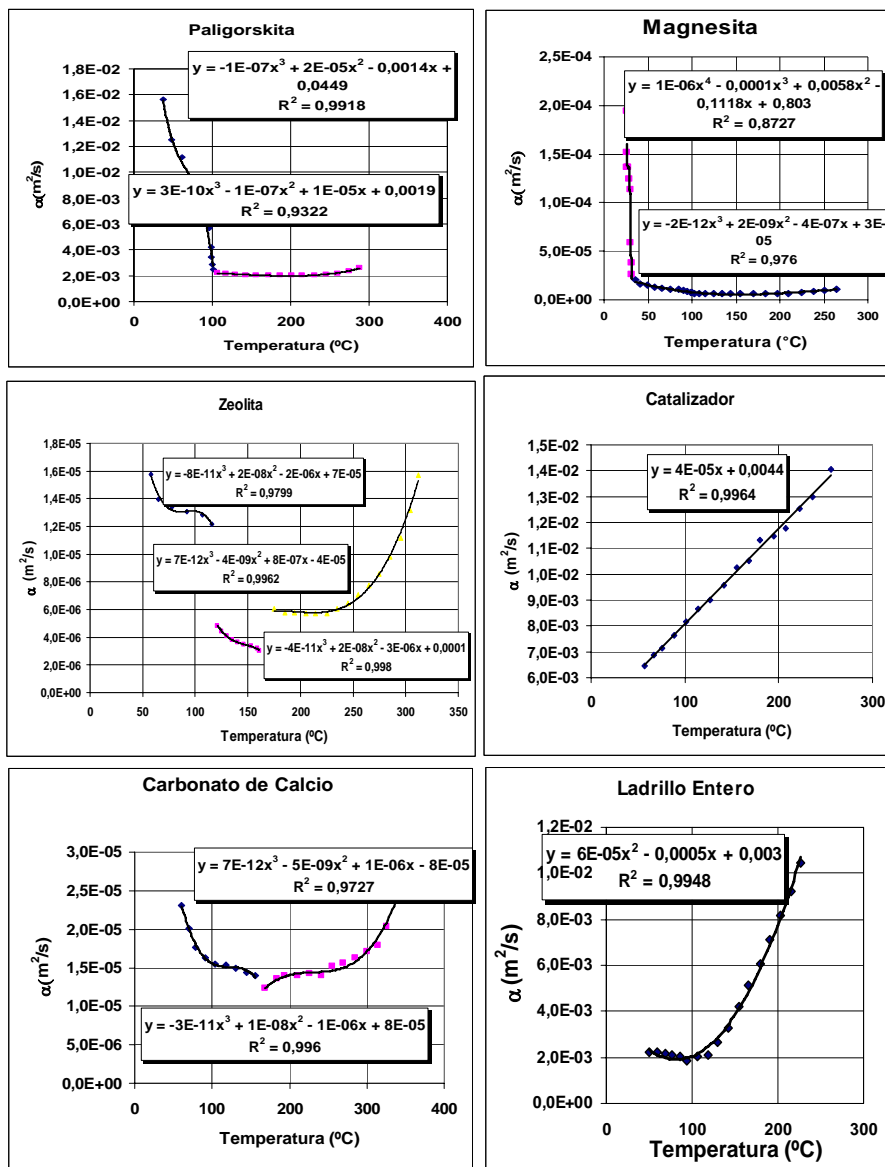 Paligorskita
y = -1E-07x³ + 2E-05x² - 0,0014x +
0,0449
R² = 0,9918
y = 3E-10x³ - 1E-07x² + 1E-05x + 0,0019
R² = 0,9322
α(m²/s)
1,8E-02
1,6E-02
1,4E-02
1,2E-02
1,0E-02
8,0E-03
6,0E-03
4,0E-03
2,0E-03
0,0E+00
0 100 200 300 400
Temperatura (ºC)
Magnesita
y = 1E-06x⁴ - 0,0001x³ + 0,0058x² -
0,1118x + 0,803
R² = 0,8727
y = -2E-12x³ + 2E-09x² - 4E-07x + 3E-
05
R² = 0,976
α(m²/s)
2,5E-04
2,0E-04
1,5E-04
1,0E-04
5,0E-05
0,0E+00
0 100 200 300
Temperatura (°C)
Zeolita
y = -8E-11x³ + 2E-08x² - 2E-06x + 7E-05
R² = 0,9799
y = 7E-12x³ - 4E-09x² + 8E-07x - 4E-05
R² = 0,9962
y = -4E-11x³ + 2E-08x² - 3E-06x + 0,0001
R² = 0,998
α (m²/s)
1,8E-05
1,6E-05
1,4E-05
1,2E-05
1,0E-05
8,0E-06
6,0E-06
4,0E-06
2,0E-06
0,0E+00
0 50 100 150 200 250 300 350
Temperatura (ºC)
Catalizador
y = 4E-05x + 0,0044
R² = 0,9964
α (m²/s)
1,5E-02
1,4E-02
1,3E-02
1,2E-02
1,1E-02
1,0E-02
9,0E-03
8,0E-03
7,0E-03
6,0E-03
0 100 200 300
Temperatura (ºC)
Carbonato de Calcio
y = 7E-12x³ - 5E-09x² + 1E-06x - 8E-05
R² = 0,9727
y = -3E-11x³ + 1E-08x² - 1E-06x + 8E-05
R² = 0,996
α(m²/s)
3,0E-05
2,5E-05
2,0E-05
1,5E-05
1,0E-05
5,0E-06
0,0E+00
0 100 200 300 400
Temperatura (ºC)
Ladrillo Entero
y = 6E-05x² - 0,0005x + 0,003
R² = 0,9948
α (m²/s)
1,2E-02
1,0E-02
8,0E-03
6,0E-03
4,0E-03
2,0E-03
0,0E+00
0 100 200 300
Temperatura (ºC)